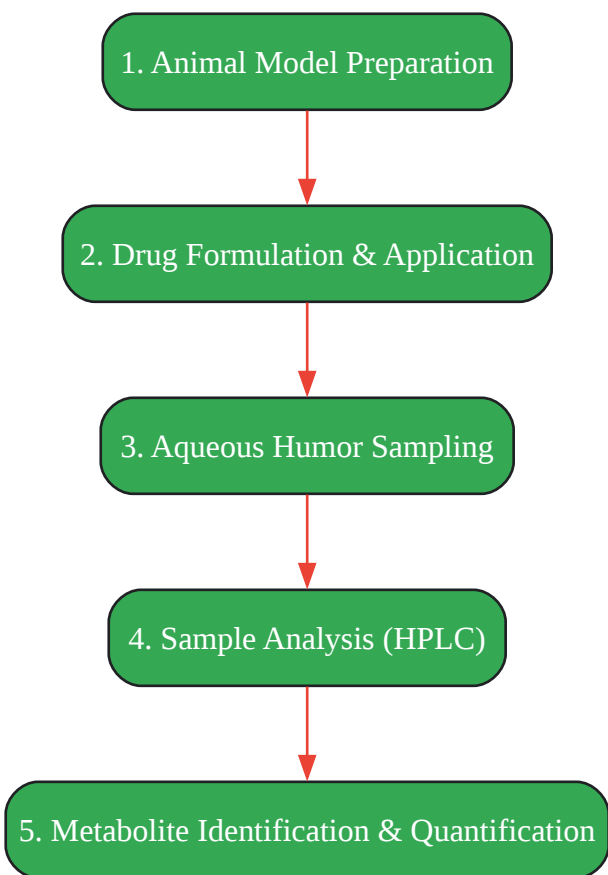 1. Animal Model Preparation
2. Drug Formulation & Application
3. Aqueous Humor Sampling
4. Sample Analysis (HPLC)
5. Metabolite Identification & Quantification